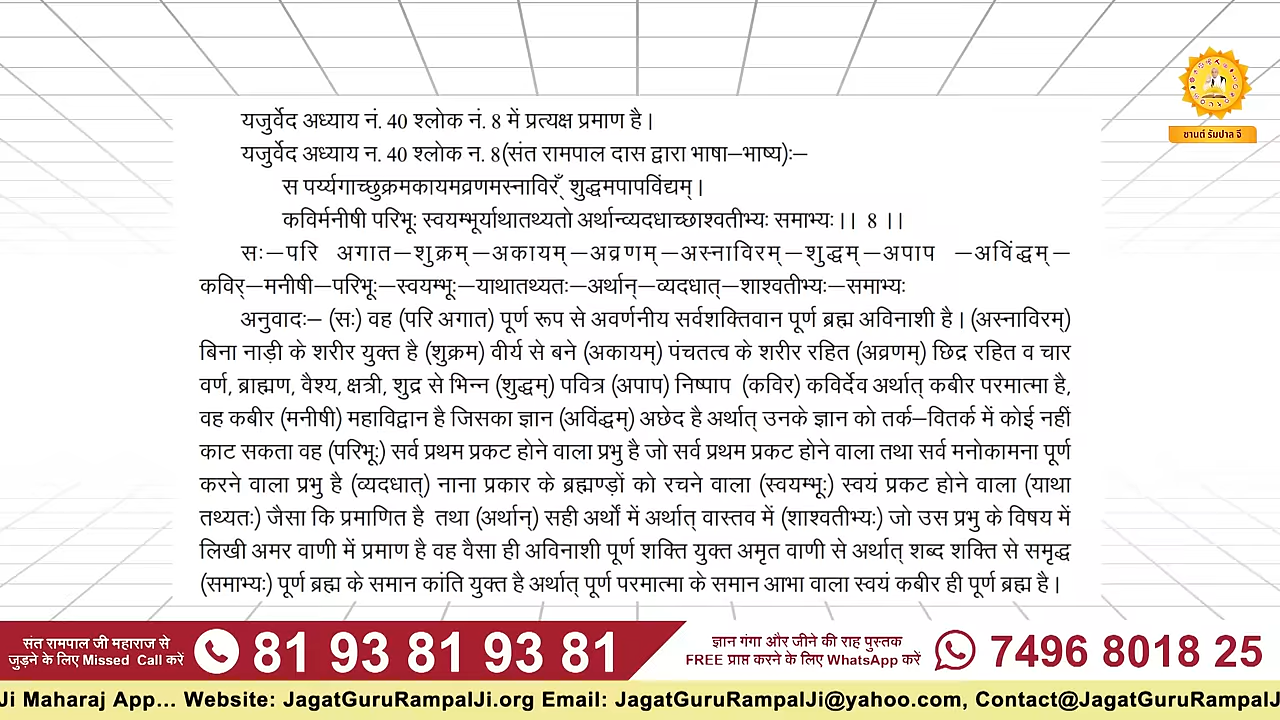 यजुर्वेद अध्याय नं. 40 श्लोक नं. 8 में प्रत्यक्ष प्रमाण है।
यजुर्वेद अध्याय न. 40 श्लोक न. 8(संत रामपाल दास द्वारा भाषा–भाष्य):–
स पर्य्यगाच्छुक्रमकायमव्रणमस्नाविरँ् शुद्धमपापविंद्यम्।
कविर्मनीषी परिभूः स्वयम्भूर्याथातथ्यतो अर्थान्व्यदधाच्छाश्वतीभ्यः समाभ्यः।। 8 ।।
सः–परि अगात–शुक्रम्–अकायम्–अव्रणम्–अस्नाविरम्–शुद्धम्–अपाप –अविंद्धम्–
कविर्–मनीषी–परिभूः–स्वयम्भूः–याथातथ्यतः–अर्थान्–व्यदधात्–शाश्वतीभ्यः–समाभ्यः
अनुवादः– (सः) वह (परि अगात) पूर्ण रूप से अवर्णनीय सर्वशक्तिवान पूर्ण ब्रह्म अविनाशी है। (अस्नाविरम्)
बिना नाड़ी के शरीर युक्त है (शुक्रम) वीर्य से बने (अकायम्) पंचतत्व के शरीर रहित (अव्रणम्) छिद्र रहित व चार
वर्ण, ब्राह्मण, वैश्य, क्षत्री, शुद्र से भिन्न (शुद्धम्) पवित्र (अपाप) निष्पाप (कविर) कविर्देव अर्थात् कबीर परमात्मा है,
वह कबीर (मनीषी) महाविद्वान है जिसका ज्ञान (अविंद्धम्) अछेद है अर्थात् उनके ज्ञान को तर्क–वितर्क में कोई नहीं
काट सकता वह (परिभूः) सर्व प्रथम प्रकट होने वाला प्रभु है जो सर्व प्रथम प्रकट होने वाला तथा सर्व मनोकामना पूर्ण
करने वाला प्रभु है (व्यदधात्) नाना प्रकार के ब्रह्मण्ड़ों को रचने वाला (स्वयम्भूः) स्वयं प्रकट होने वाला (याथा
तथ्यतः) जैसा कि प्रमाणित है तथा (अर्थान्) सही अर्थों में अर्थात् वास्तव में (शाश्वतीभ्यः) जो उस प्रभु के विषय में
लिखी अमर वाणी में प्रमाण है वह वैसा ही अविनाशी पूर्ण शक्ति युक्त अमृत वाणी से अर्थात् शब्द शक्ति से समृद्ध
(समाभ्यः) पूर्ण ब्रह्म के समान कांति युक्त है अर्थात् पूर्ण परमात्मा के समान आभा वाला स्वयं कबीर ही पूर्ण ब्रह्म है।
संत रामपाल जी महाराज से
जुड़ने के लिए Missed Call करें
81 93 81 93 81
ज्ञान गंगा और जीने की राह पुस्तक
FREE प्राप्त करने के लिए WhatsApp करें
7496 8018 25
Ji Maharaj App... Website: JagatGuruRampalJi.org Email: JagatGuruRampalJi@yahoo.com, Contact@JagatGuruRampalJ